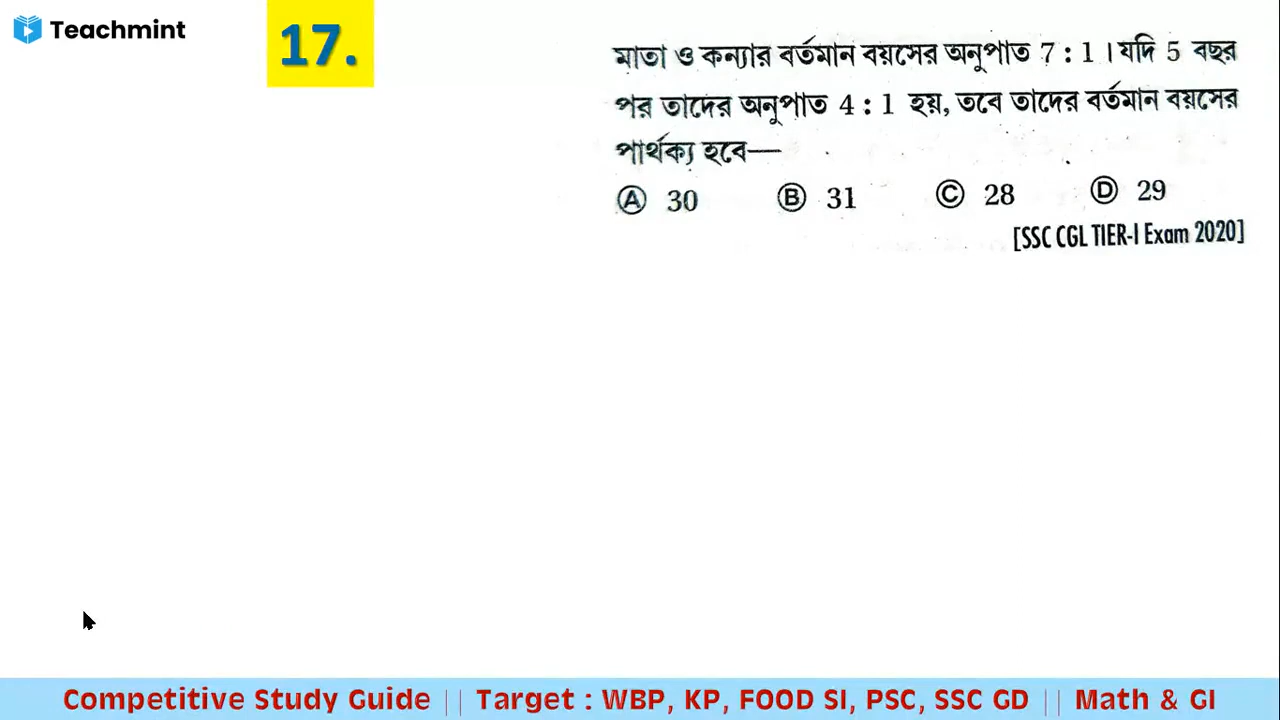 Teachmint
17.
মাতা ও কন্যার বর্তমান বয়সের অনুপাত 7 : 1 । যদি 5 বছর
পর তাদের অনুপাত 4 : 1 হয়, তবে তাদের বর্তমান বয়সের
পার্থক্য হবে—
Ⓐ 30 Ⓑ 31 Ⓒ 28 Ⓓ 29
[SSC CGL TIER-I Exam 2020]
Competitive Study Guide || Target : WBP, KP, FOOD SI, PSC, SSC GD || Math & GI